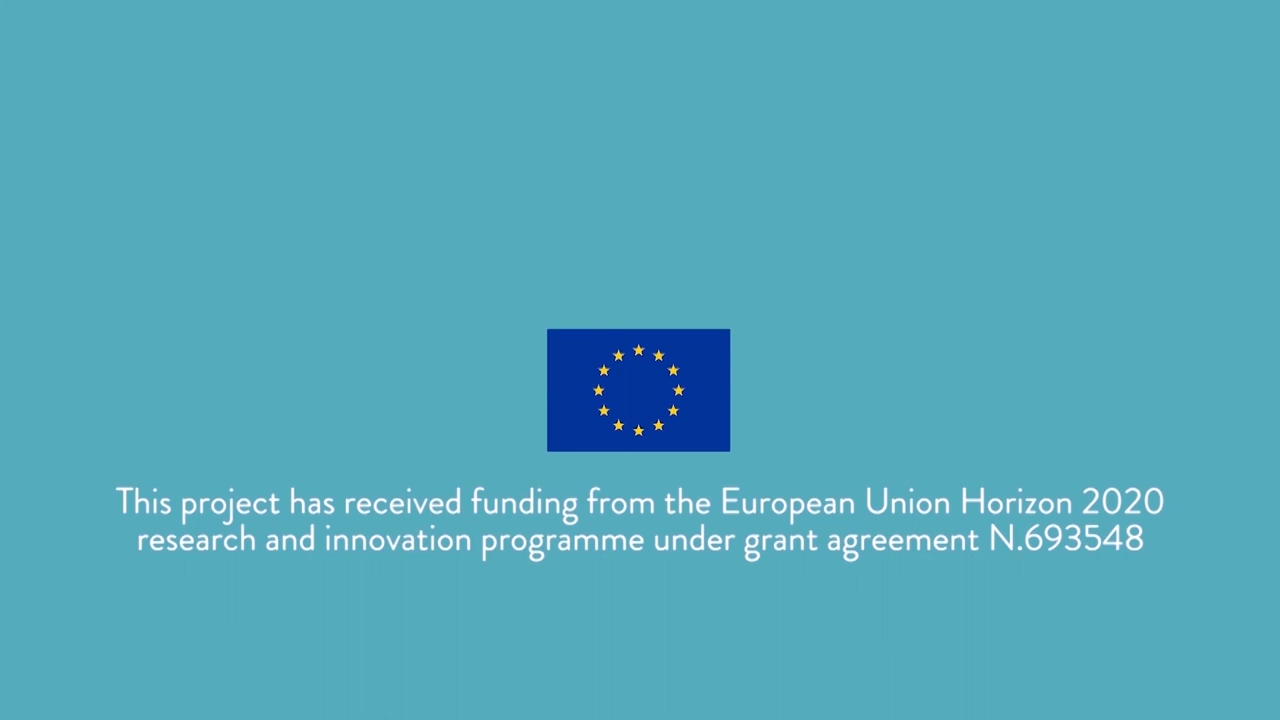 This project has received funding from the European Union Horizon 2020
research and innovation programme under grant agreement N.693548